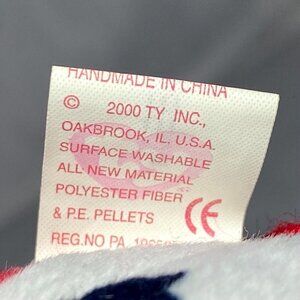 HANDMADE IN CHINA
© 2000 TY INC.,
OAKBROOK, IL. U.S.A.
SURFACE WASHABLE
ALL NEW MATERIAL
POLYESTER FIBER
& P.E. PELLETS CE
REG.NO PA.